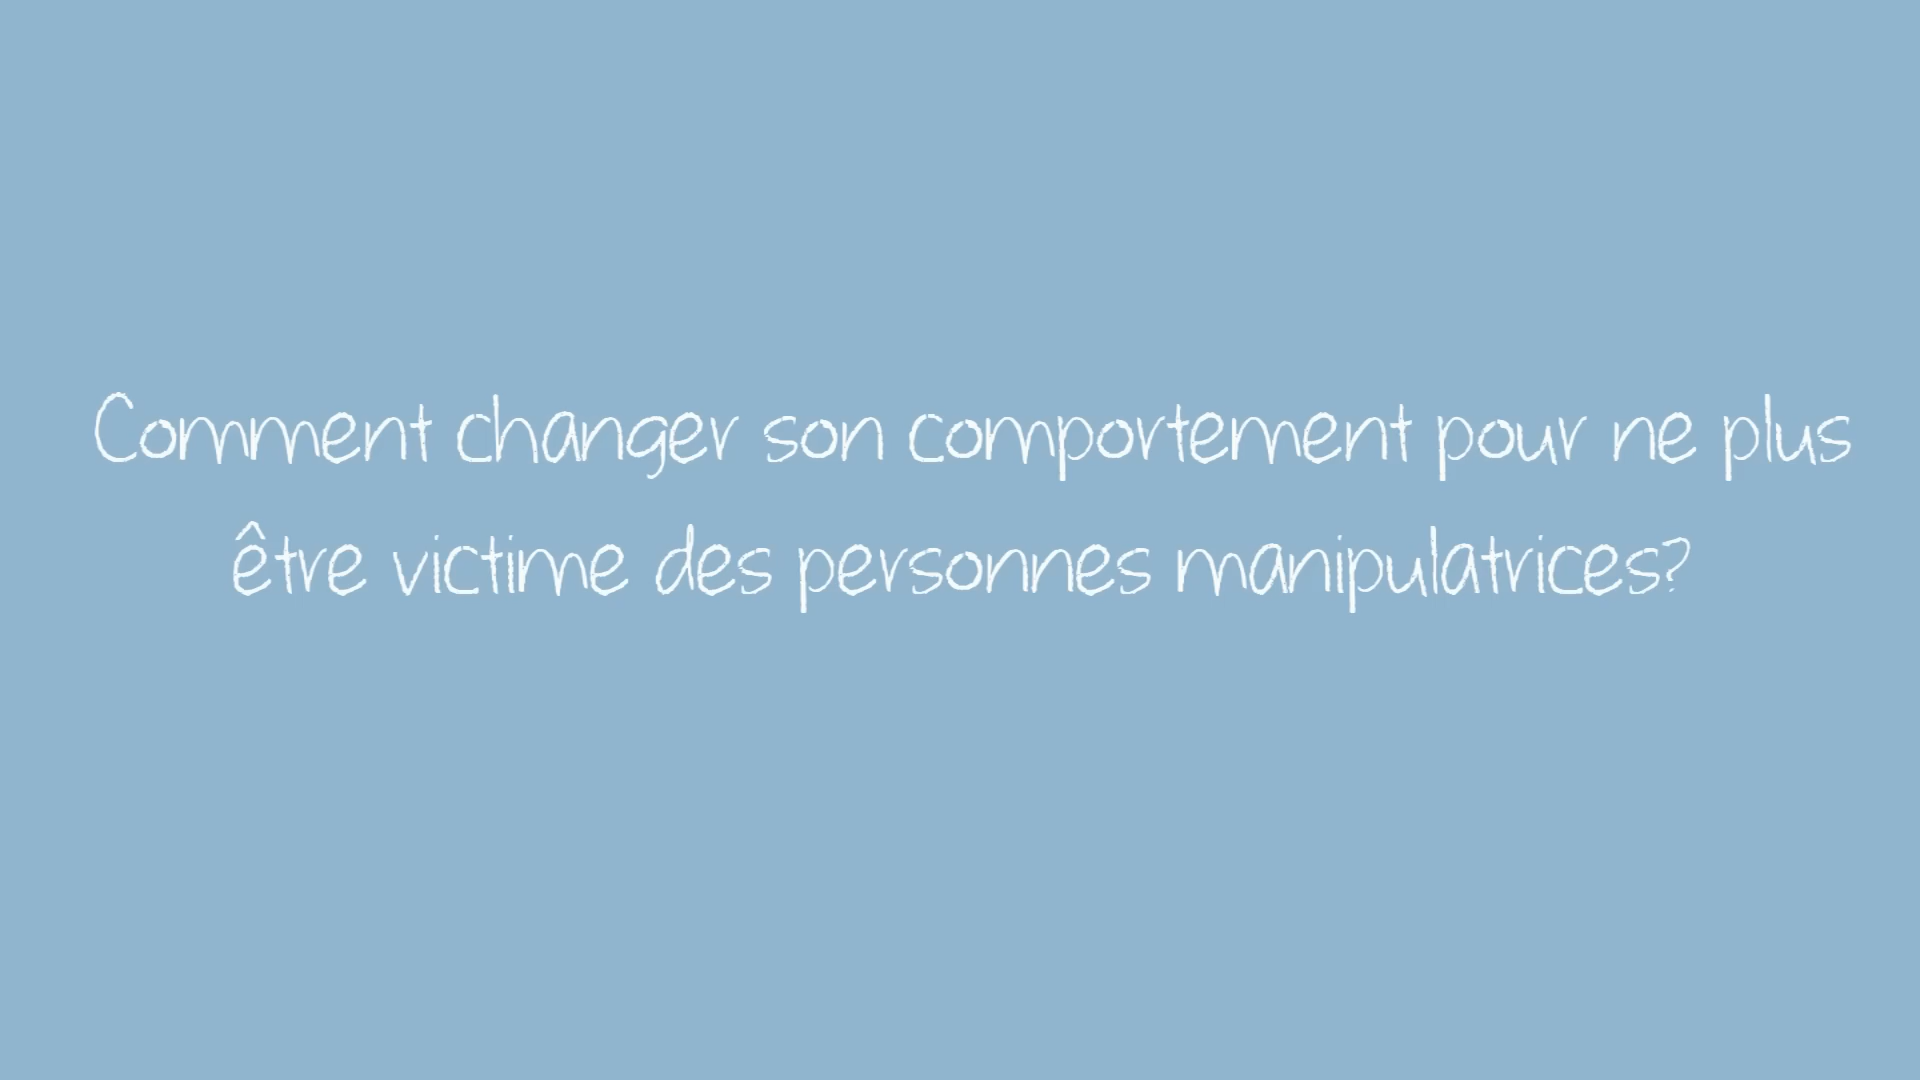 Comment changer son comportement pour ne plus
être victime des personnes manipulatrices?